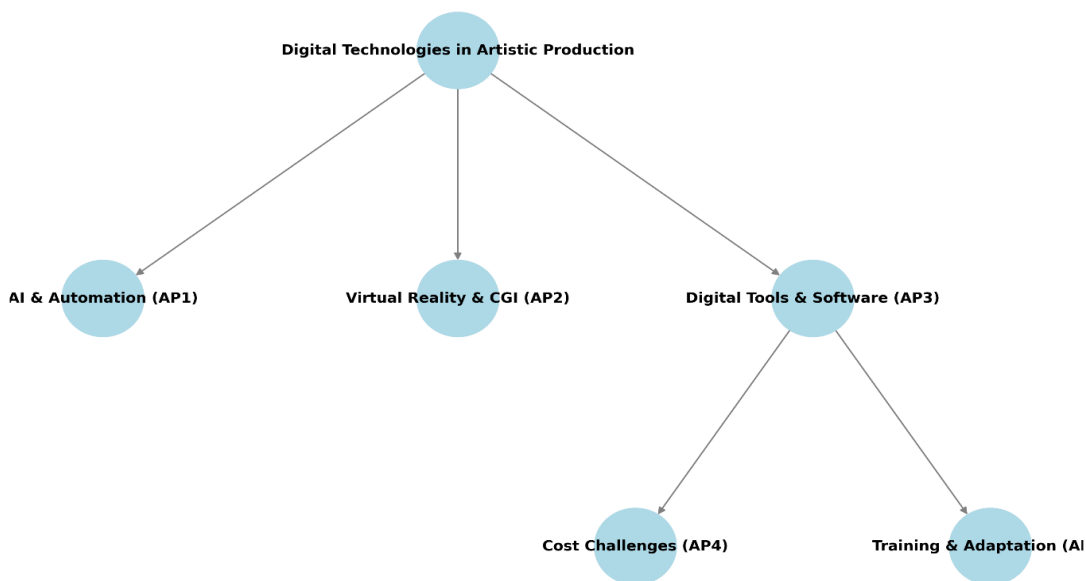 Digital Technologies in Artistic Production
AI & Automation (AP1)
Virtual Reality & CGI (AP2)
Digital Tools & Software (AP3)
Cost Challenges (AP4)
Training & Adaptation